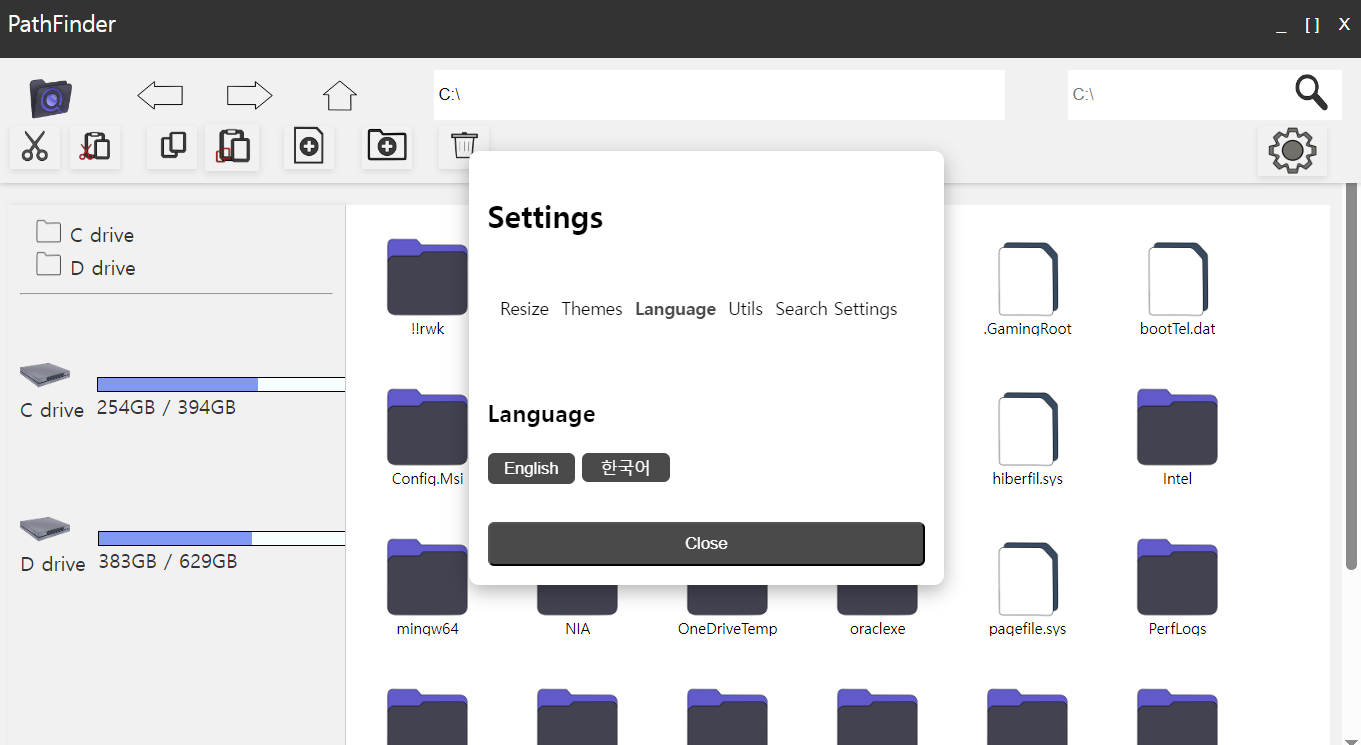 PathFinder
_ [ ] X
C:\
C:\
C drive
D drive
C drive 254GB / 394GB
D drive 383GB / 629GB
Settings
Resize Themes Language Utils Search Settings
Language
English 한국어
Close
!!rwk .GamingRoot bootTel.dat
Config.Msi hiberfil.sys Intel
mingw64 NIA OneDriveTemp oraclexe pagefile.sys PerfLogs